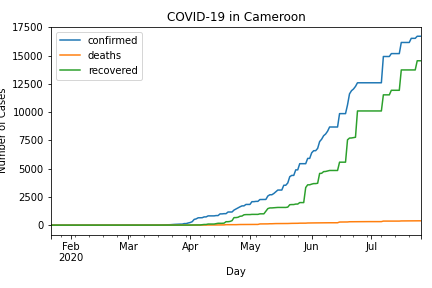 COVID-19 in Cameroon
confirmed
deaths
recovered
Number of Cases
17500
15000
12500
10000
7500
5000
2500
0
Feb
2020
Mar
Apr
May
Jun
Jul
Day